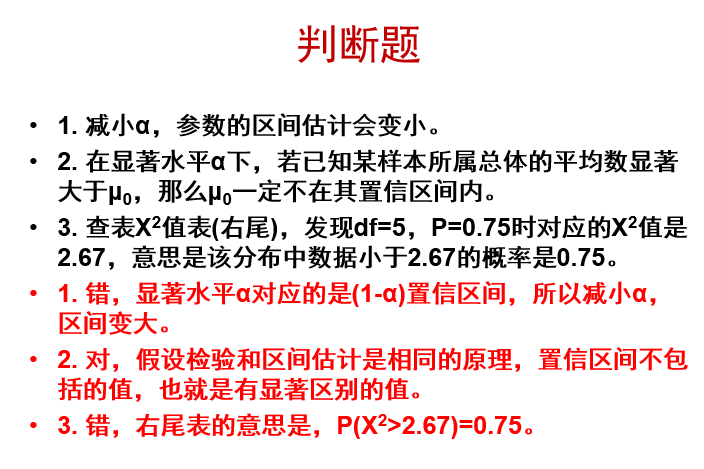 判断题
• 1. 减小α，参数的区间估计会变小。
• 2. 在显著水平α下，若已知某样本所属总体的平均数显著
大于μ₀，那么μ₀一定不在其置信区间内。
• 3. 查表X²值表(右尾)，发现df=5，P=0.75时对应的X²值是
2.67，意思是该分布中数据小于2.67的概率是0.75。
• 1. 错，显著水平α对应的是(1-α)置信区间，所以减小α，
区间变大。
• 2. 对，假设检验和区间估计是相同的原理，置信区间不包
括的值，也就是有显著区别的值。
• 3. 错，右尾表的意思是，P(X²>2.67)=0.75。